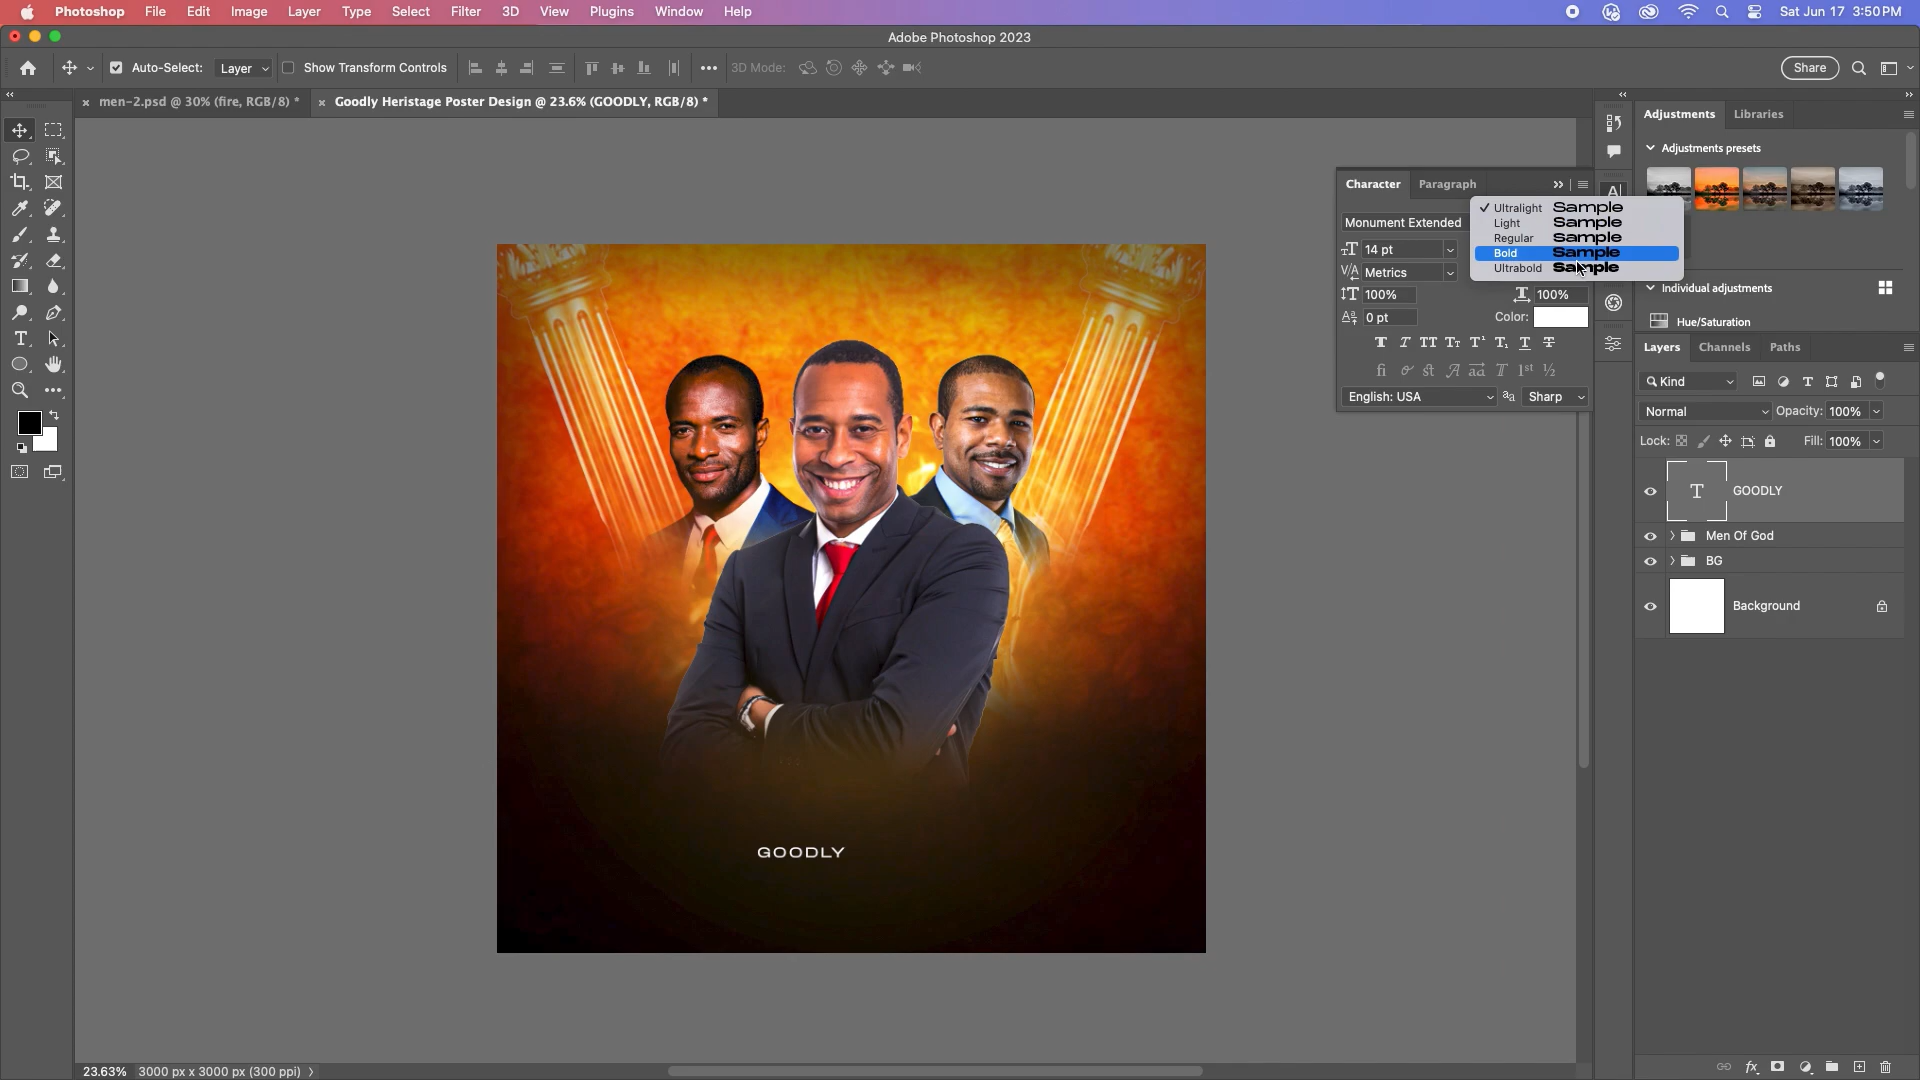 Photoshop File Edit Image Layer Type Select Filter 3D View Plugins Window Help Sat Jun 17 3:50 PM
Adobe Photoshop 2023
Auto-Select: Layer Show Transform Controls 3D Mode: Share
men-2.psd @ 30% (fire, RGB/8) * Goodly Heristage Poster Design @ 23.6% (GOODLY, RGB/8) *
Adjustments Libraries
Adjustments presets
Character Paragraph
Monument Extended
Ultralight Sample
Light Sample
Regular Sample
Bold Sample
Ultrabold Sample
14 pt
Metrics
100% 100%
0 pt Color:
English: USA Sharp
Individual adjustments
Hue/Saturation
Layers Channels Paths
Kind
Normal Opacity: 100%
Lock: Fill: 100%
GOODLY
Men Of God
BG
Background
GOODLY
23.63% 3000 px x 3000 px (300 ppi)